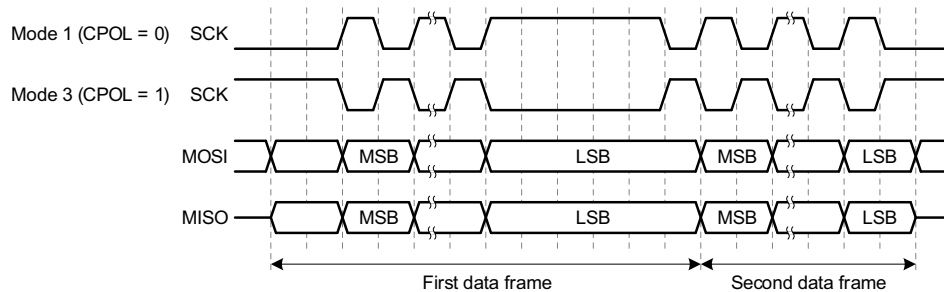 Mode 1 (CPOL = 0) SCK
Mode 3 (CPOL = 1) SCK
MOSI MSB LSB MSB LSB
MISO MSB LSB MSB LSB
First data frame Second data frame